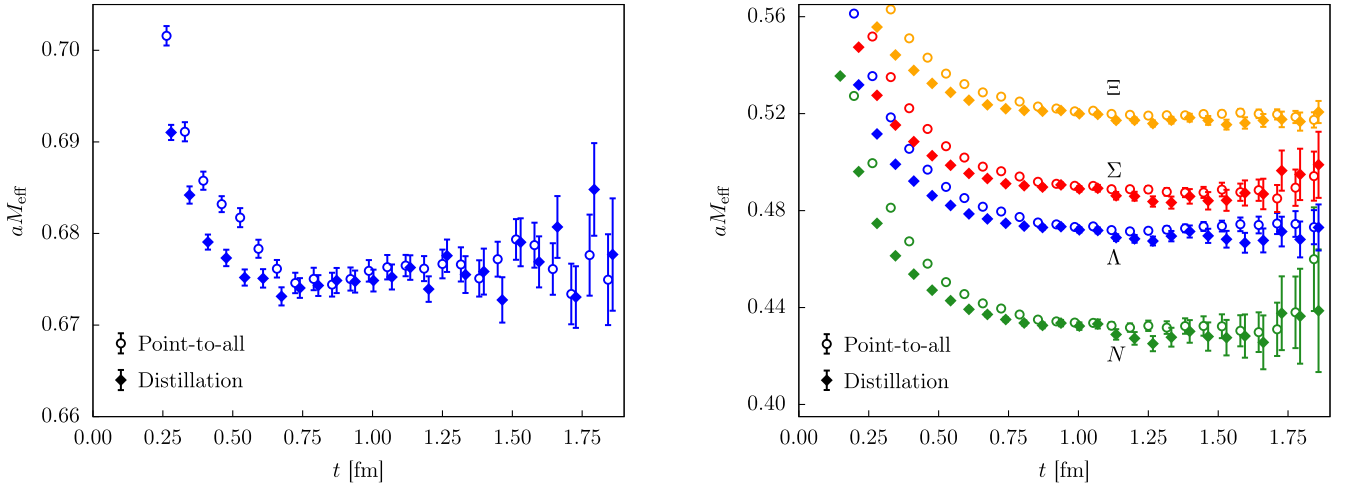 0.70
0.69
0.68
0.67
0.66
aM_eff
Point-to-all
Distillation
0.00 0.25 0.50 0.75 1.00 1.25 1.50 1.75
t [fm]
0.56
0.52
0.48
0.44
0.40
aM_eff
Ξ
Σ
Λ
N
Point-to-all
Distillation
0.00 0.25 0.50 0.75 1.00 1.25 1.50 1.75
t [fm]